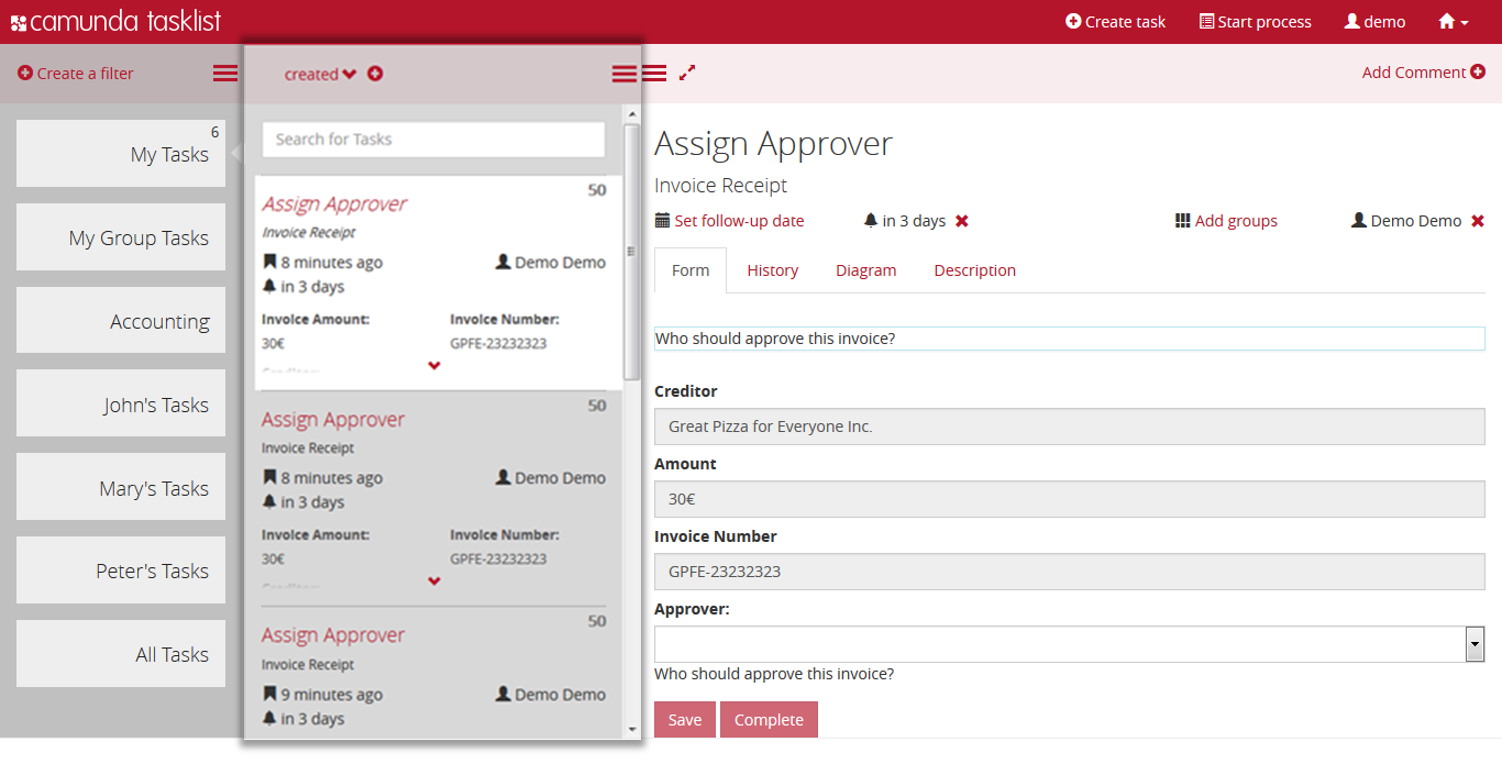 camunda tasklist
Create task
Start process
demo
Create a filter
created
Add Comment
6
My Tasks
My Group Tasks
Accounting
John's Tasks
Mary's Tasks
Peter's Tasks
All Tasks
Search for Tasks
50
Assign Approver
Invoice Receipt
8 minutes ago
Demo Demo
in 3 days
Invoice Amount:
Invoice Number:
30€
GPFE-23232323
50
Assign Approver
Invoice Receipt
8 minutes ago
Demo Demo
in 3 days
Invoice Amount:
Invoice Number:
30€
GPFE-23232323
50
Assign Approver
Invoice Receipt
9 minutes ago
Demo Demo
in 3 days
Assign Approver
Invoice Receipt
Set follow-up date
in 3 days
Add groups
Demo Demo
Form
History
Diagram
Description
Who should approve this invoice?
Creditor
Great Pizza for Everyone Inc.
Amount
30€
Invoice Number
GPFE-23232323
Approver:
Who should approve this invoice?
Save
Complete